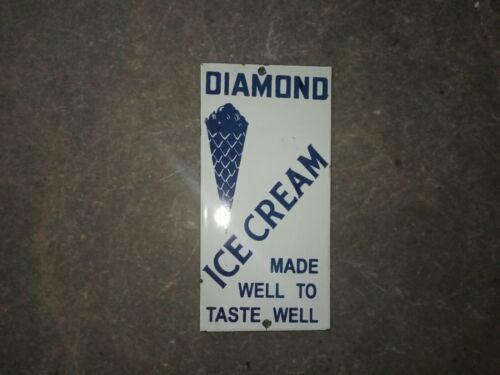 DIAMOND
ICE CREAM
MADE
WELL TO
TASTE WELL